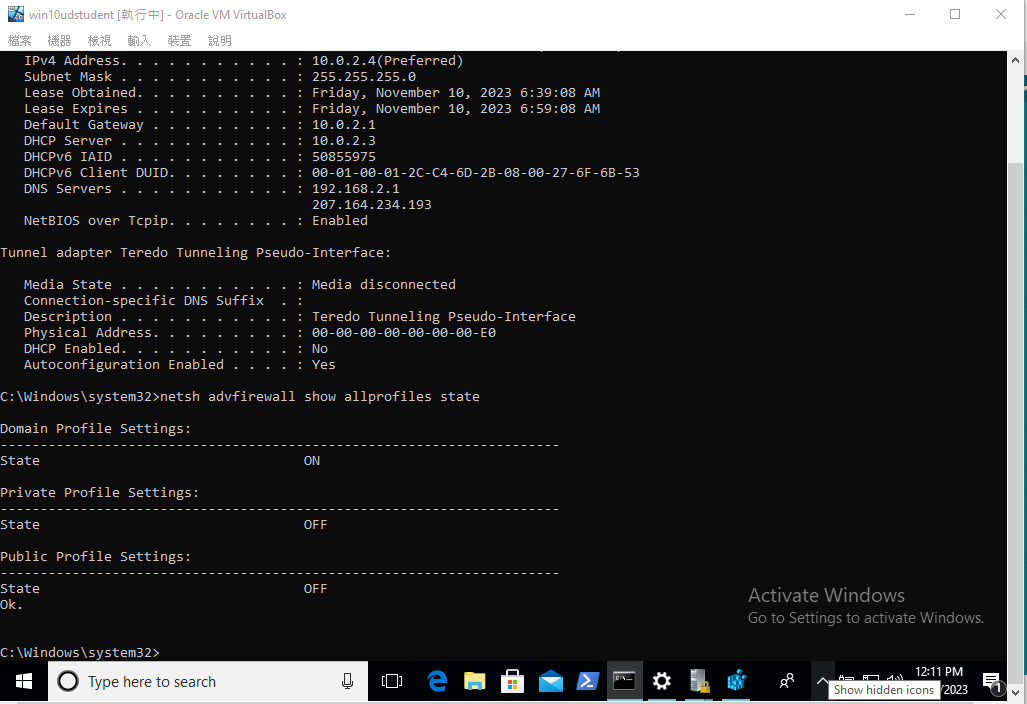 win10udstudent [執行中] - Oracle VM VirtualBox
檔案 機器 檢視 輸入 裝置 說明
IPv4 Address. . . . . . . . . . . : 10.0.2.4(Preferred)
Subnet Mask . . . . . . . . . . . : 255.255.255.0
Lease Obtained. . . . . . . . . . : Friday, November 10, 2023 6:39:08 AM
Lease Expires . . . . . . . . . . : Friday, November 10, 2023 6:59:08 AM
Default Gateway . . . . . . . . . : 10.0.2.1
DHCP Server . . . . . . . . . . . : 10.0.2.3
DHCPv6 IAID . . . . . . . . . . . : 50855975
DHCPv6 Client DUID. . . . . . . . : 00-01-00-01-2C-C4-6D-2B-08-00-27-6F-6B-53
DNS Servers . . . . . . . . . . . : 192.168.2.1
207.164.234.193
NetBIOS over Tcpip. . . . . . . . : Enabled
Tunnel adapter Teredo Tunneling Pseudo-Interface:
Media State . . . . . . . . . . . : Media disconnected
Connection-specific DNS Suffix  . :
Description . . . . . . . . . . . : Teredo Tunneling Pseudo-Interface
Physical Address. . . . . . . . . : 00-00-00-00-00-00-00-E0
DHCP Enabled. . . . . . . . . . . : No
Autoconfiguration Enabled . . . . : Yes
C:\Windows\system32>netsh advfirewall show allprofiles state
Domain Profile Settings:
----------------------------------------------------------------------
State ON
Private Profile Settings:
----------------------------------------------------------------------
State OFF
Public Profile Settings:
----------------------------------------------------------------------
State OFF
Ok.
Activate Windows
Go to Settings to activate Windows.
C:\Windows\system32>
Type here to search
12:11 PM
Show hidden icons
/2023
1